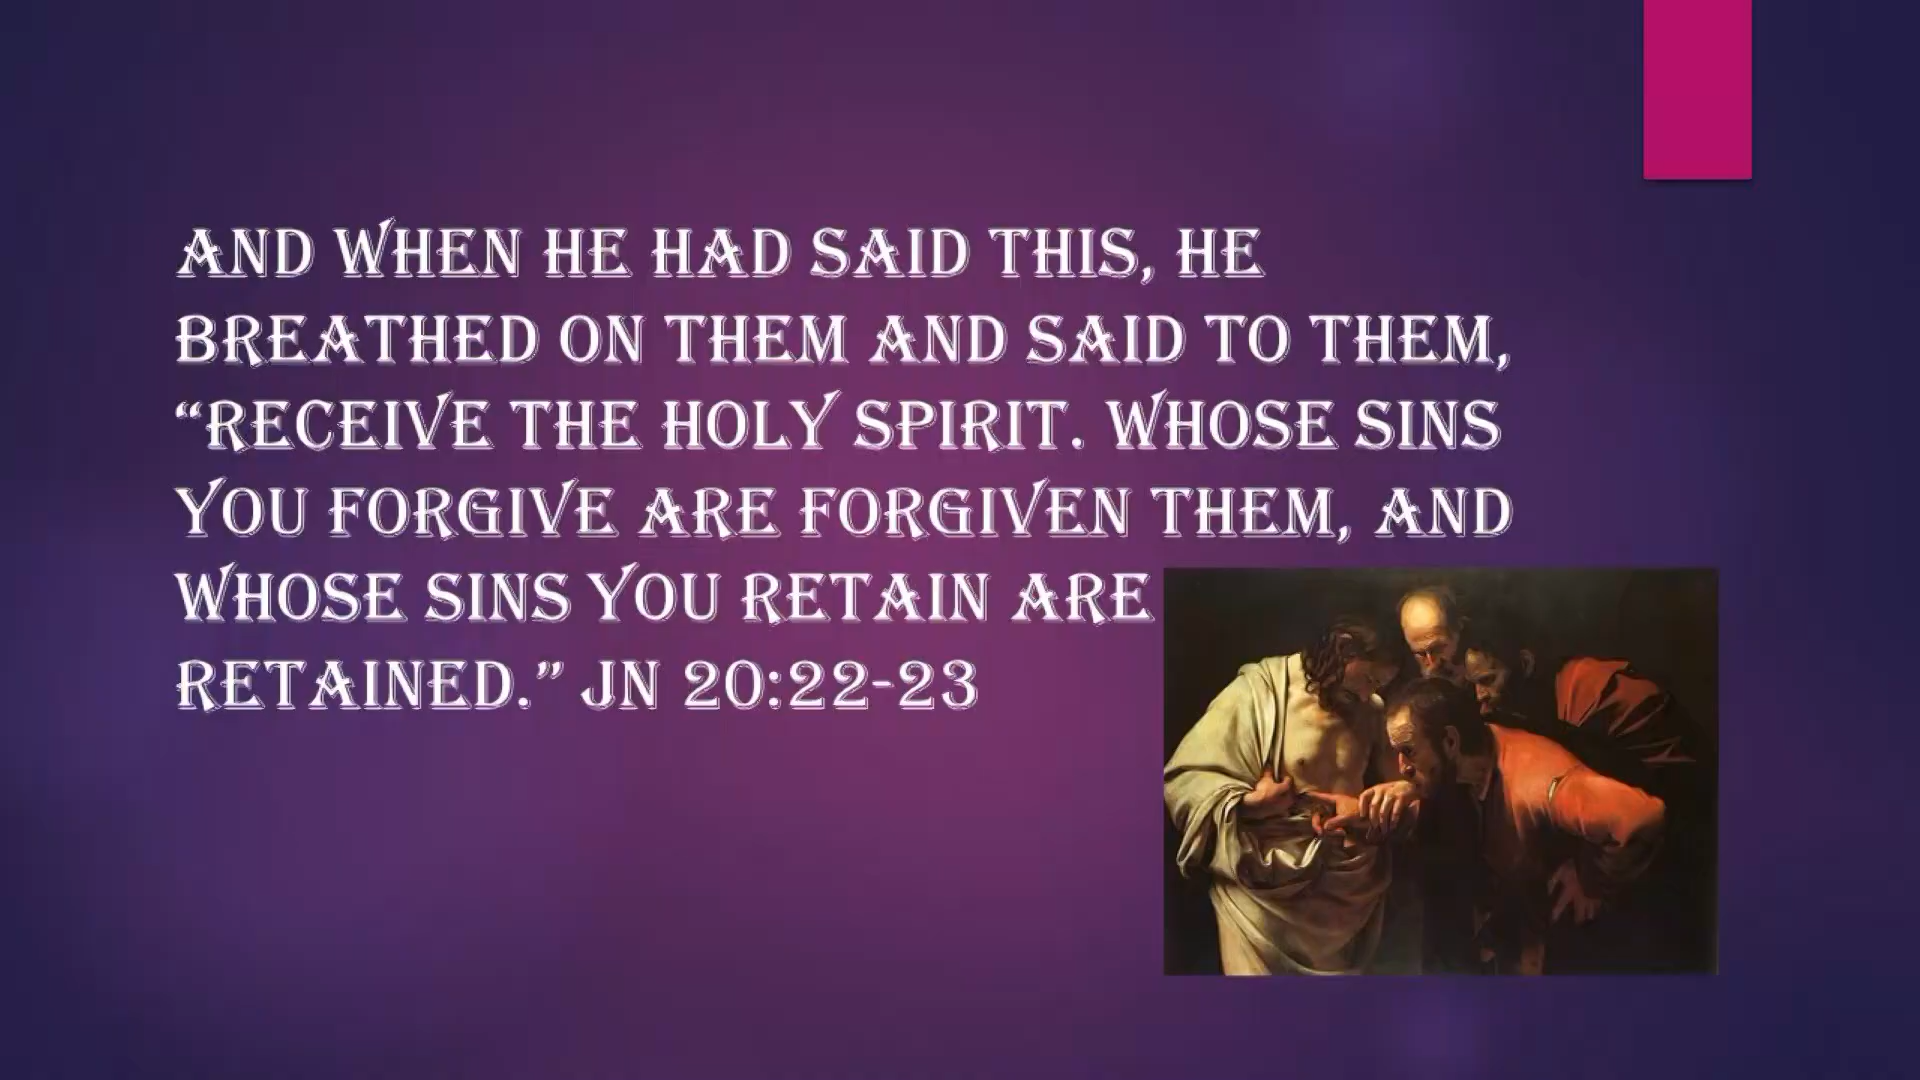 AND WHEN HE HAD SAID THIS, HE
BREATHED ON THEM AND SAID TO THEM,
“RECEIVE THE HOLY SPIRIT. WHOSE SINS
YOU FORGIVE ARE FORGIVEN THEM, AND
WHOSE SINS YOU RETAIN ARE
RETAINED.” JN 20:22-23